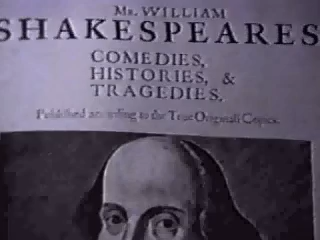 Mr. WILLIAM
SHAKESPEARES
COMEDIES,
HISTORIES, &
TRAGEDIES.
Published according to the True Originall Copies.